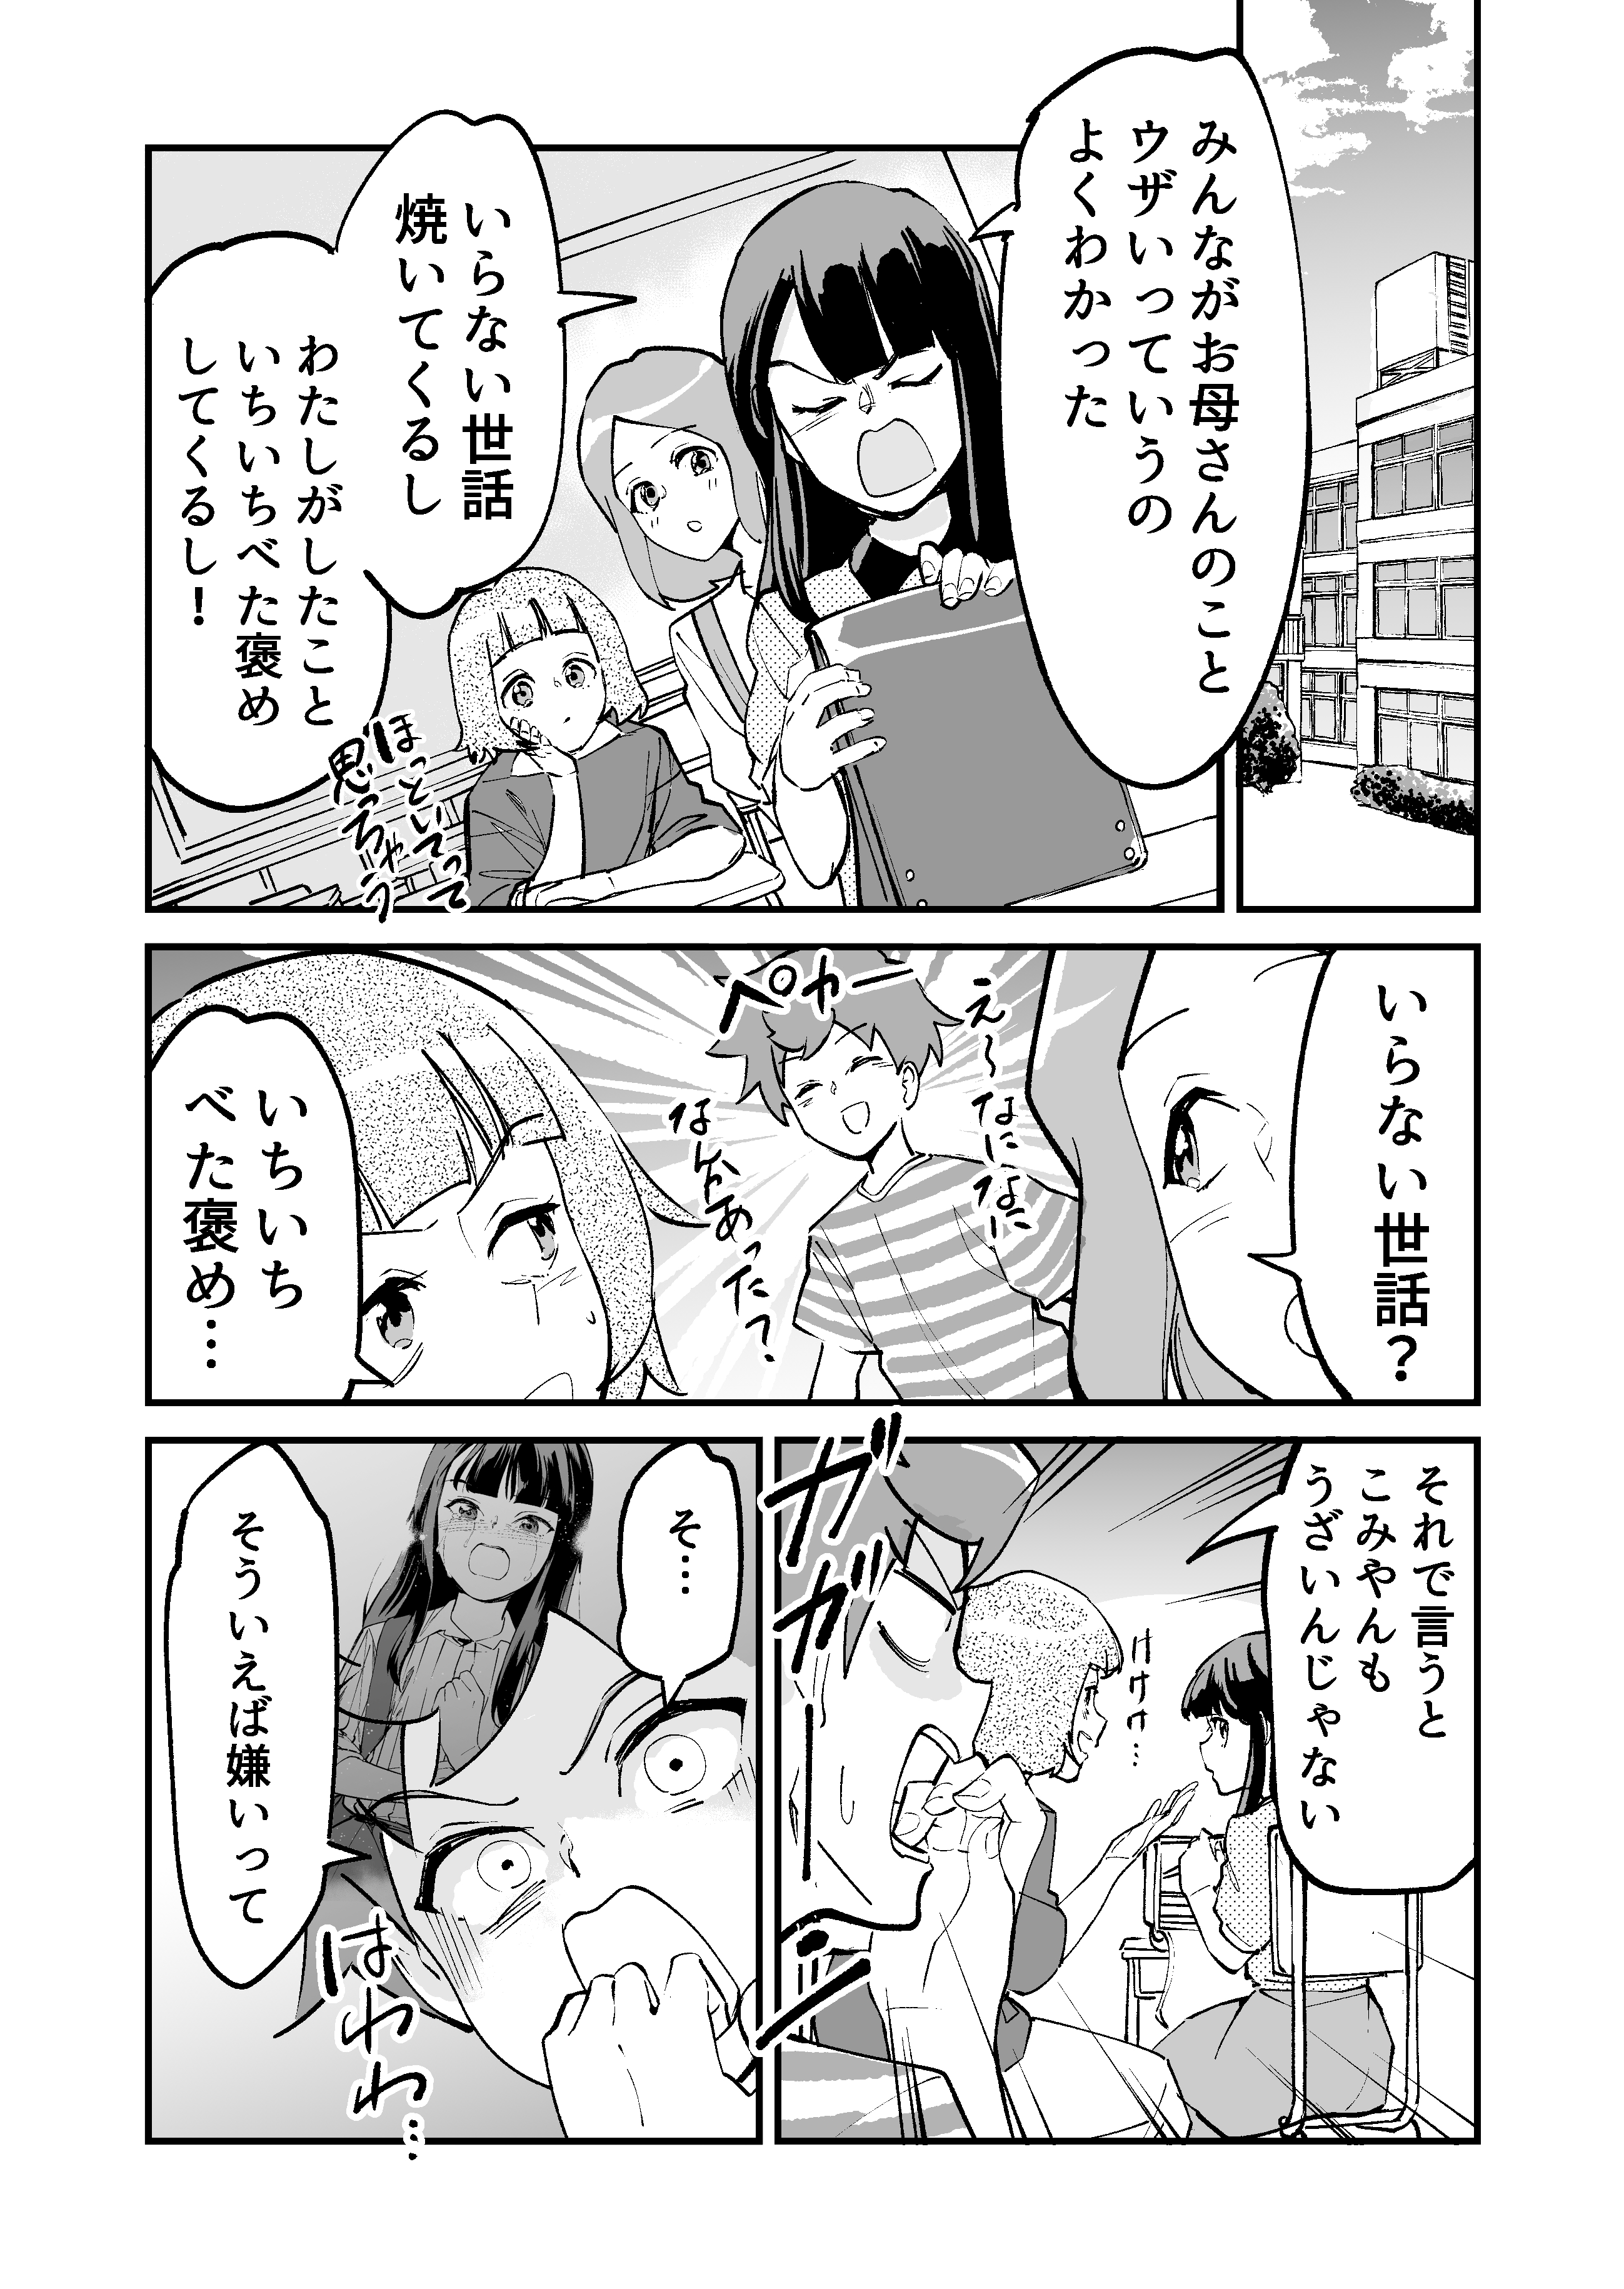 みんながお母さんのこと
ウザいっていうの
よくわかった
いらない世話
焼いてくるし
わたしがしたこと
いちいちべた褒め
してくるし！
ほっといてって
思っちゃう
いらない世話？
え～なになに
なんかあった？
ペカー
いちいち
べた褒め…
それで言うと
こみやんも
うざいんじゃない
けけけ…
ガガーン
そ…
そういえば嫌いって
はわわ…